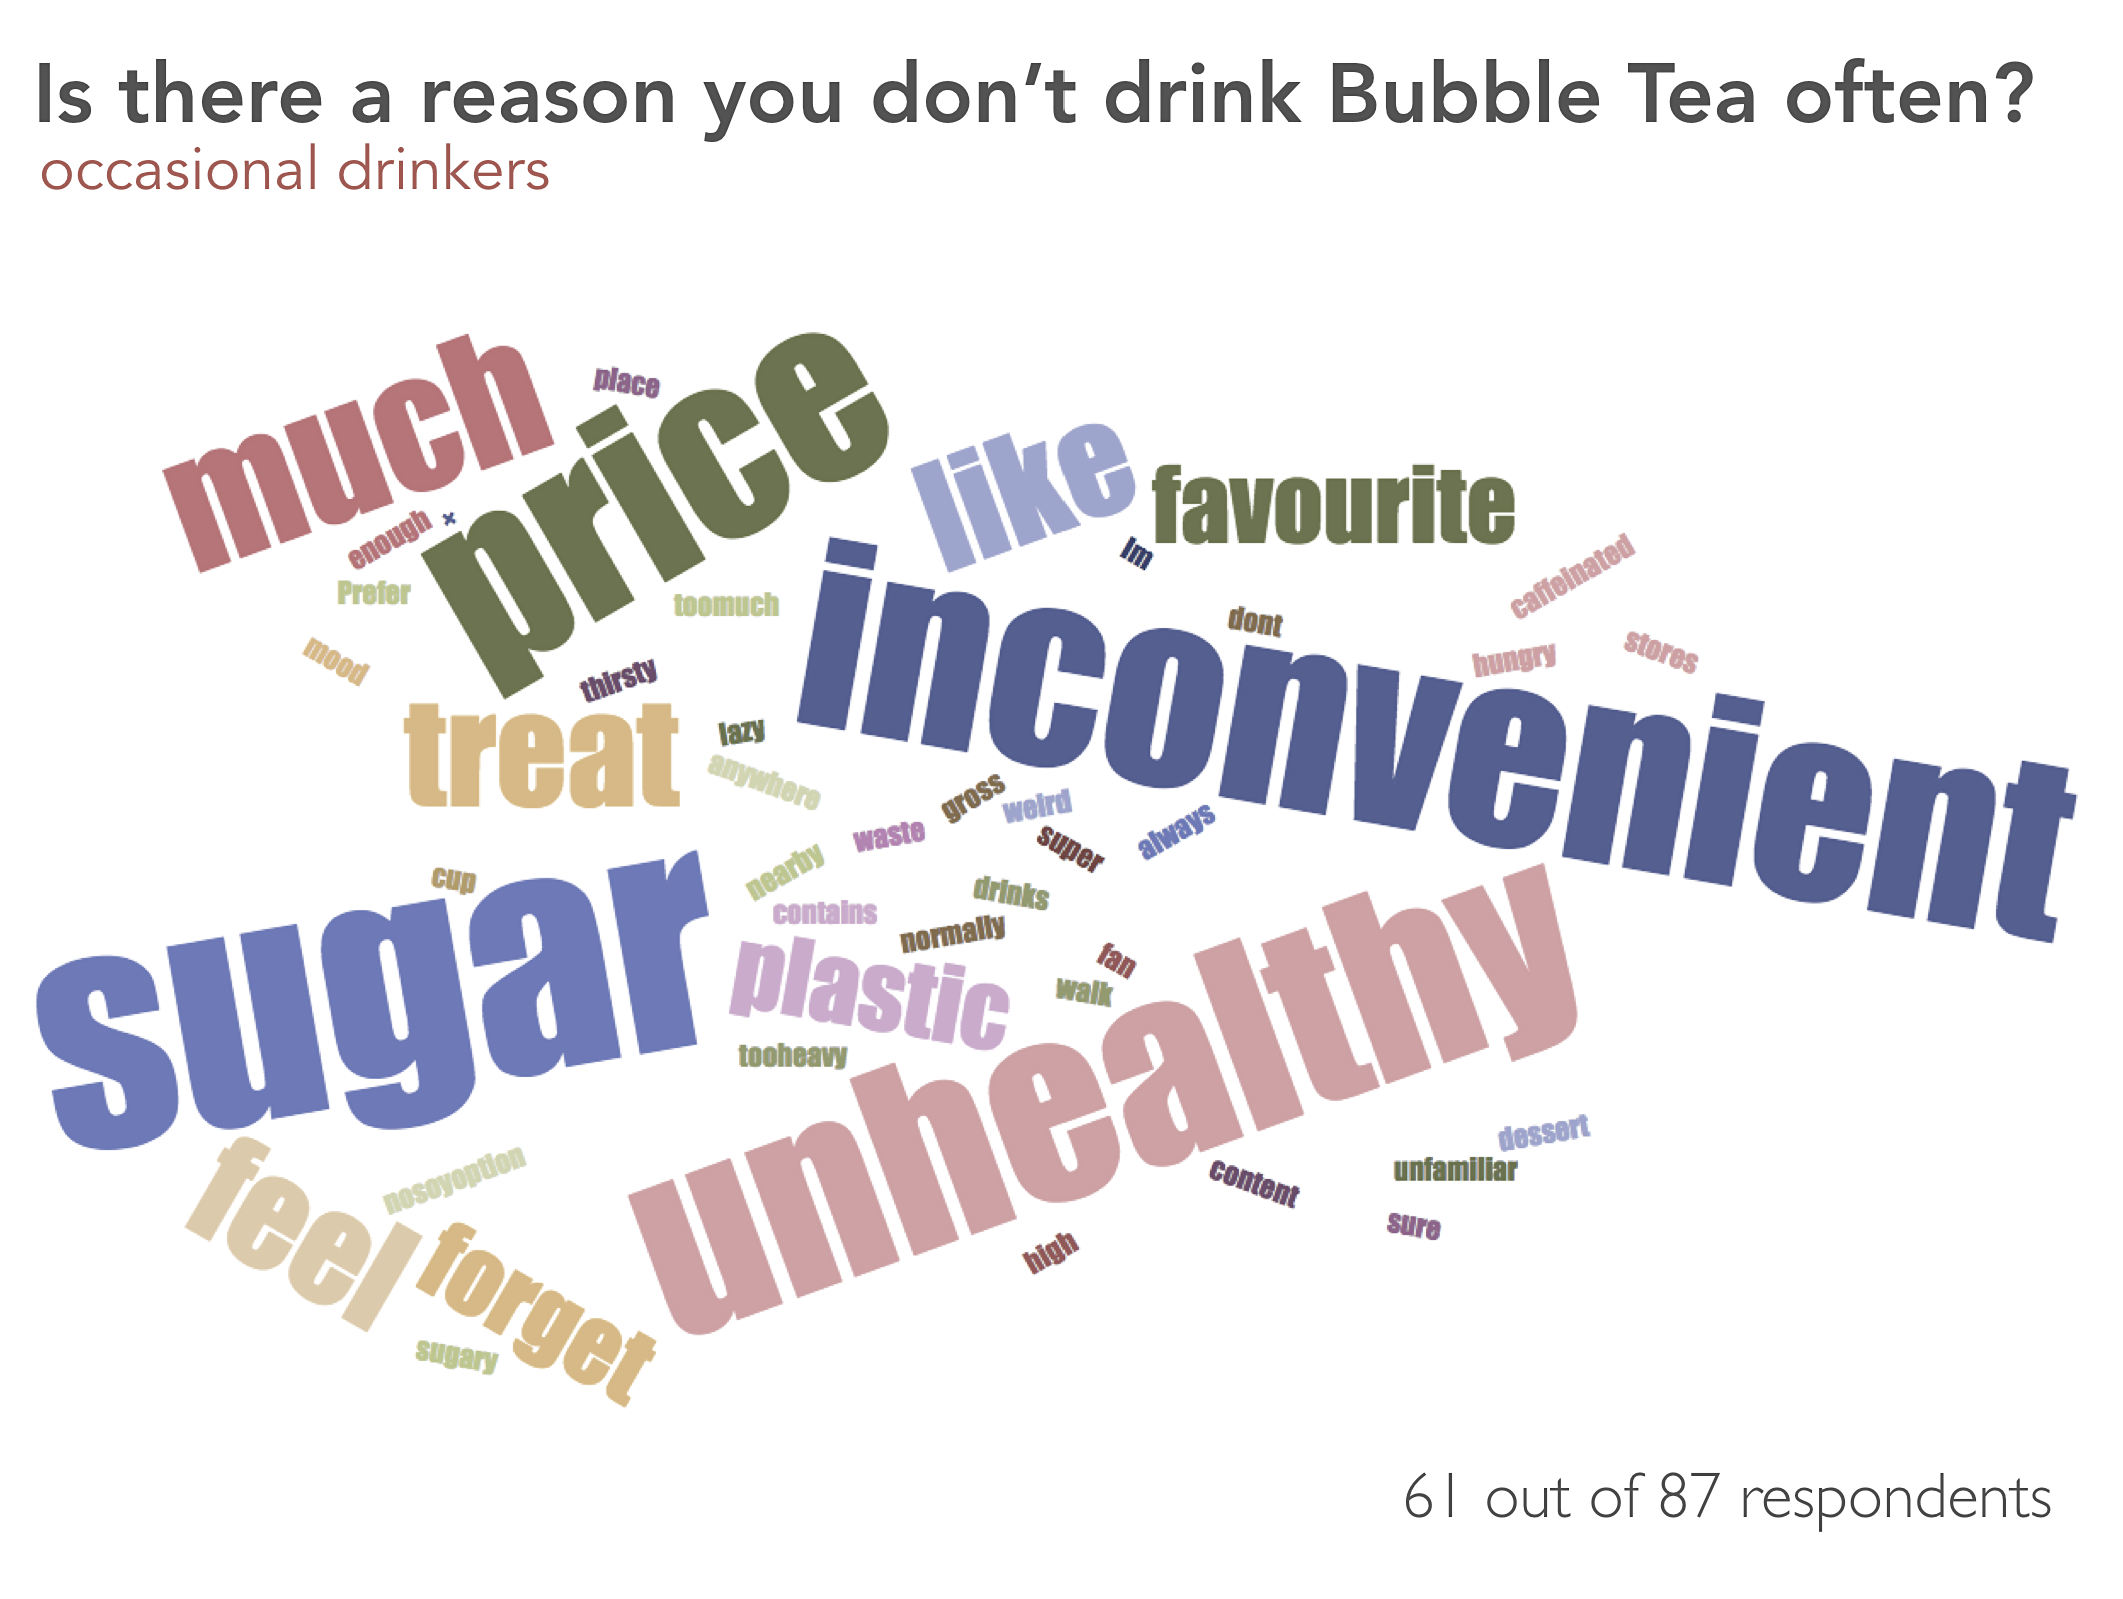 Is there a reason you don’t drink Bubble Tea often?
occasional drinkers
much
place
price
like
favourite
enough
x
Im
caffeinated
Prefer
toomuch
inconvenient
dont
hungry
stores
mood
thirsty
treat
lazy
anywhere
gross
weird
waste
super
always
nearby
cup
sugar
drinks
contains
normally
unhealthy
plastic
fan
walk
tooheavy
dessert
unfamiliar
content
nosoyoption
feel
sure
high
forget
sugary
61 out of 87 respondents